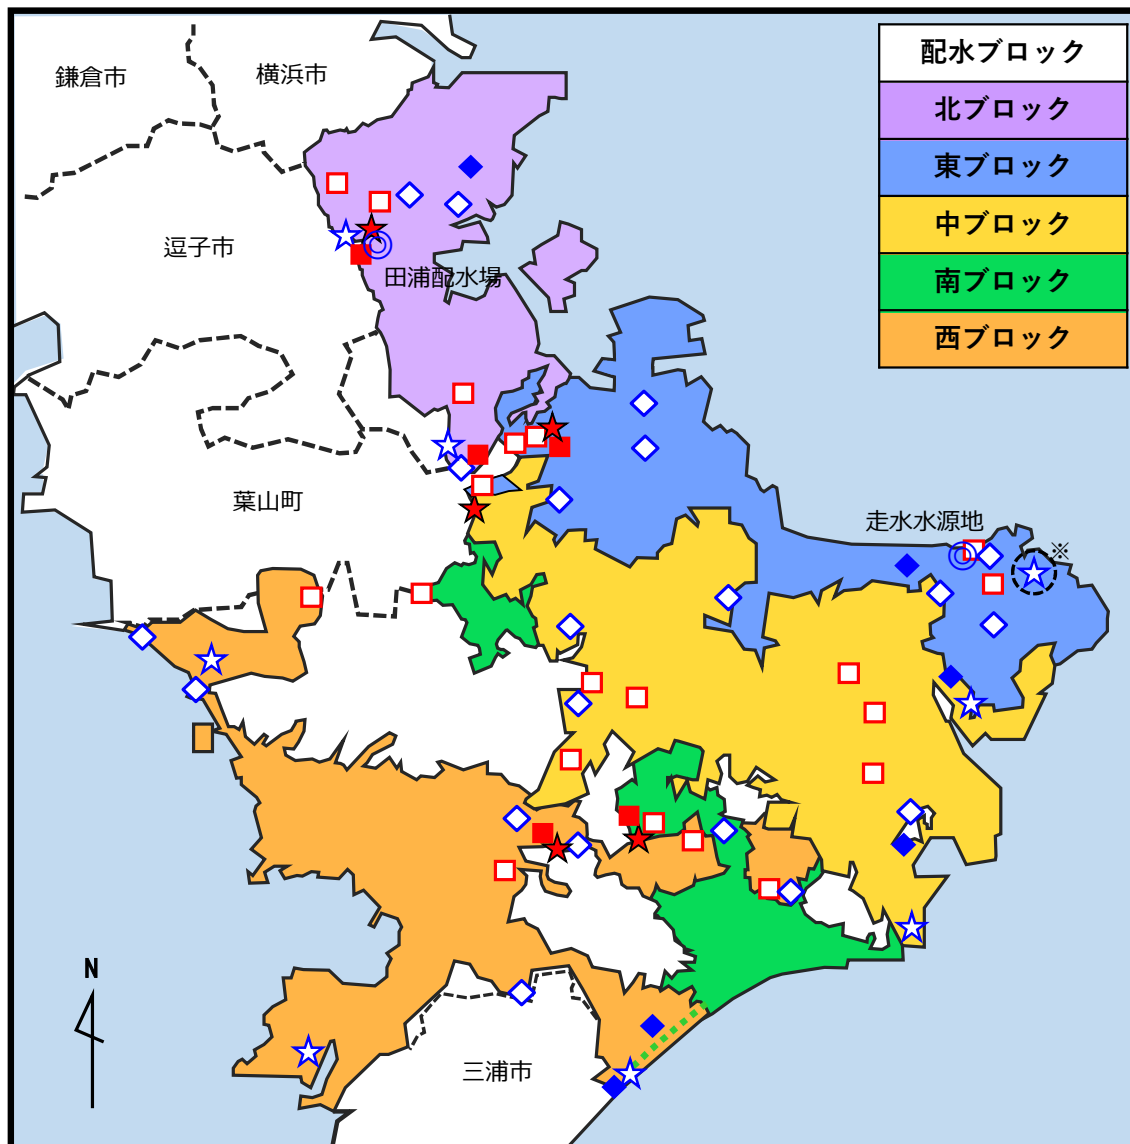 鎌倉市
横浜市
配水ブロック
北ブロック
東ブロック
中ブロック
南ブロック
西ブロック
逗子市
田浦配水場
葉山町
走水水源地
※
三浦市
N